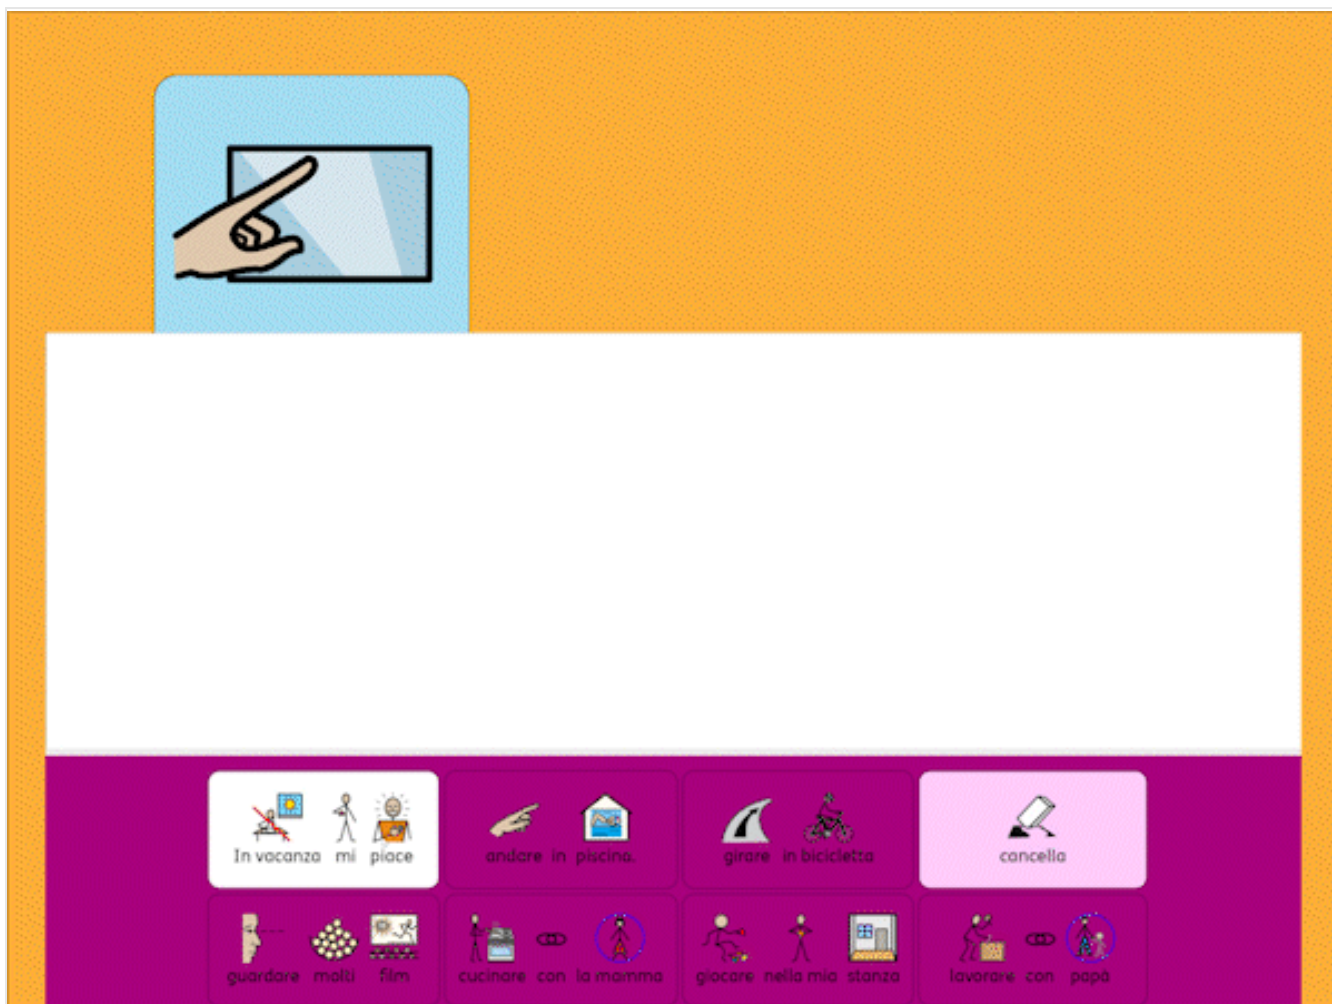 In vacanza mi piace
andare in piscina.
girare in bicicletta
cancella
guardare molti film
cucinare con la mamma
giocare nella mia stanza
lavorare con papà